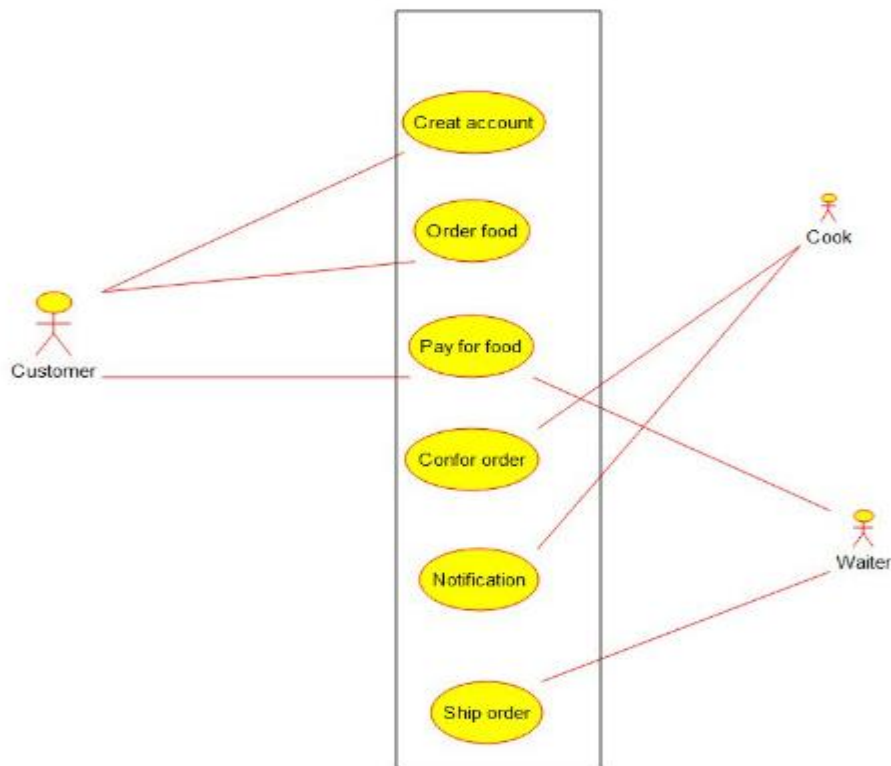 Creat account
Order food
Cook
Pay for food
Customer
Confor order
Notification
Waiter
Ship order